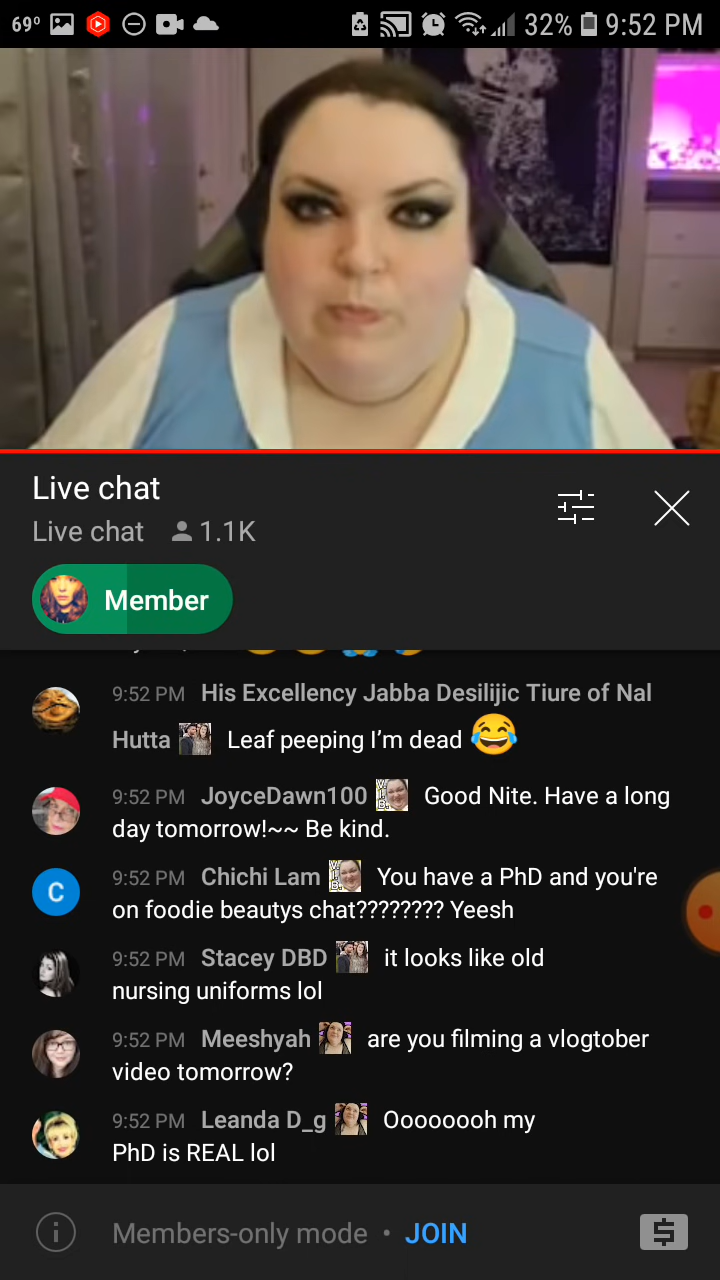 69° 32% 9:52 PM
Live chat
Live chat 1.1K
Member
9:52 PM His Excellency Jabba Desilijic Tiure of Nal
Hutta Leaf peeping I’m dead 😂
9:52 PM JoyceDawn100 Good Nite. Have a long
day tomorrow!~~ Be kind.
C 9:52 PM Chichi Lam You have a PhD and you're
on foodie beautys chat???????? Yeesh
9:52 PM Stacey DBD it looks like old
nursing uniforms lol
9:52 PM Meeshyah are you filming a vlogtober
video tomorrow?
9:52 PM Leanda D_g Oooooooh my
PhD is REAL lol
Members-only mode • JOIN